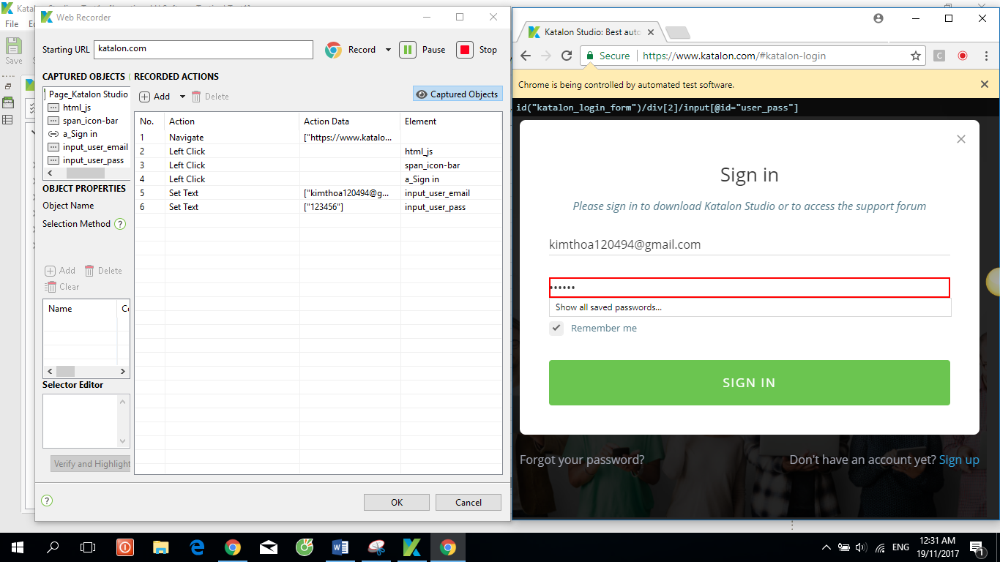 File
Save
Web Recorder
Starting URL
katalon.com
Record
Pause
Stop
CAPTURED OBJECTS
RECORDED ACTIONS
Page_Katalon Studio
html_js
span_icon-bar
a_Sign in
input_user_email
input_user_pass
OBJECT PROPERTIES
Object Name
Selection Method
?
Add
Delete
Clear
Name
Selector Editor
Verify and Highlight
Add
Delete
Captured Objects
No. Action Action Data Element
1 Navigate ["https://www.katalo...
2 Left Click html_js
3 Left Click span_icon-bar
4 Left Click a_Sign in
5 Set Text ["kimthoa120494@g... input_user_email
6 Set Text ["123456"] input_user_pass
?
OK
Cancel
Katalon Studio: Best auto
Secure
https://www.katalon.com/#katalon-login
C
Chrome is being controlled by automated test software.
id("katalon_login_form")/div[2]/input[@id="user_pass"]
Sign in
Please sign in to download Katalon Studio or to access the support forum
kimthoa120494@gmail.com
••••••
Show all saved passwords...
Remember me
SIGN IN
Forgot your password?
Don't have an account yet? Sign up
ENG
12:31 AM
19/11/2017
1